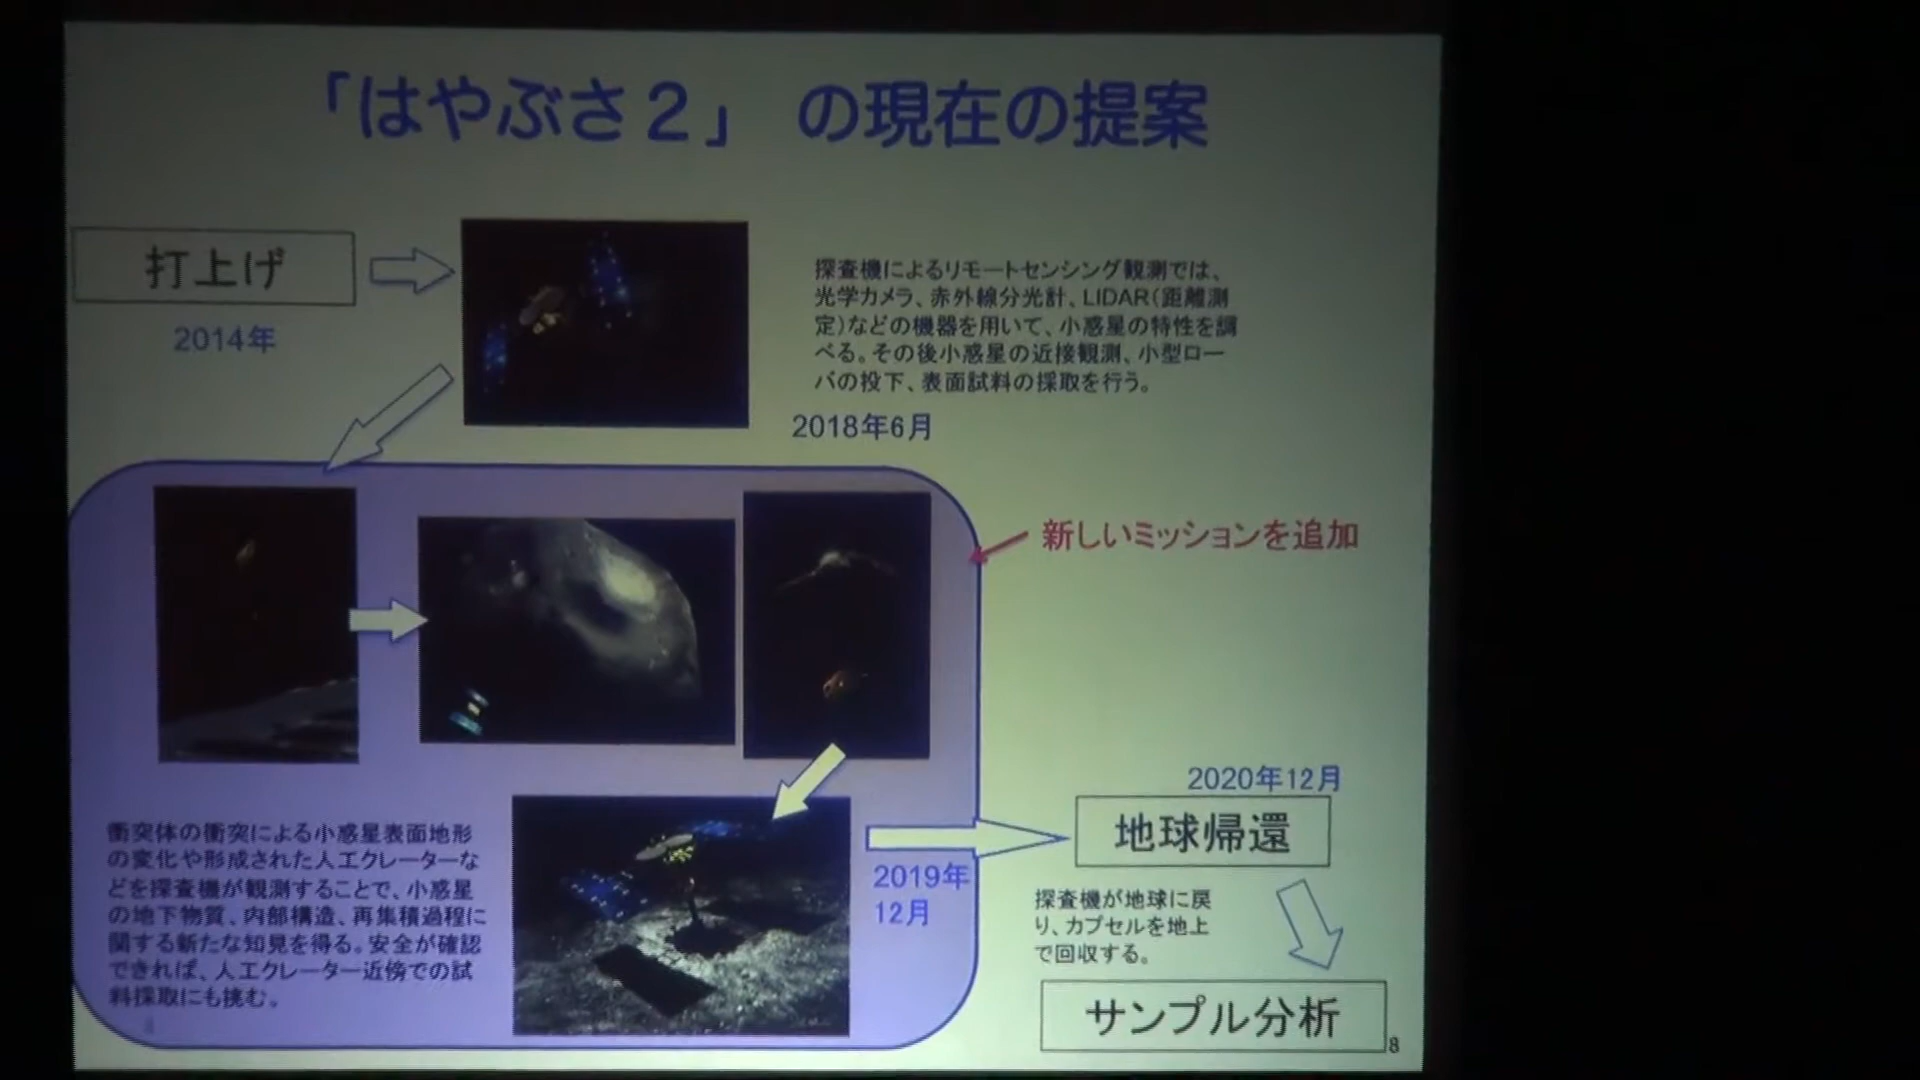 「はやぶさ２」 の現在の提案
打上げ
2014年
探査機によるリモートセンシング観測では、
光学カメラ、赤外線分光計、LIDAR(距離測
定)などの機器を用いて、小惑星の特性を調
べる。その後小惑星の近接観測、小型ロー
バの投下、表面試料の採取を行う。
2018年6月
新しいミッションを追加
衝突体の衝突による小惑星表面地形
の変化や形成された人工クレーターな
どを探査機が観測することで、小惑星
の地下物質、内部構造、再集積過程に
関する新たな知見を得る。安全が確認
できれば、人工クレーター近傍での試
料採取にも挑む。
2019年
12月
2020年12月
地球帰還
探査機が地球に戻
り、カプセルを地上
で回収する。
サンプル分析
8